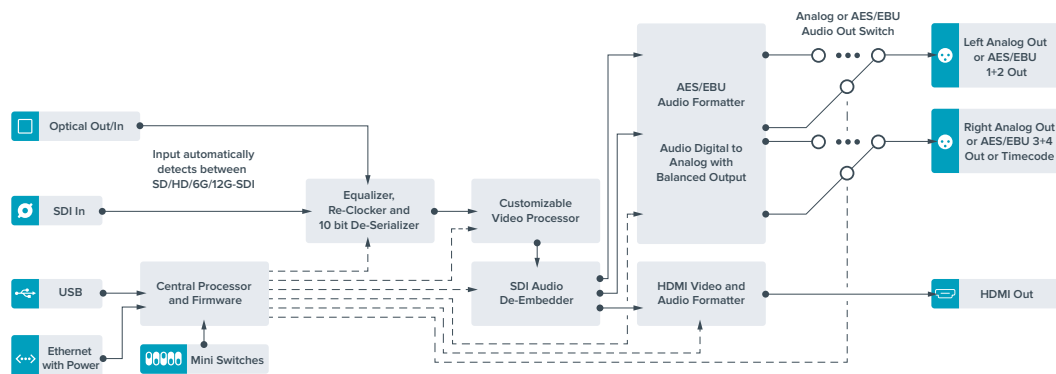 Analog or AES/EBU
Audio Out Switch
Left Analog Out
or AES/EBU
1+2 Out
AES/EBU
Audio Formatter
Optical Out/In
Right Analog Out
or AES/EBU 3+4
Out or Timecode
Input automatically
detects between
SD/HD/6G/12G-SDI
Audio Digital to
Analog with
Balanced Output
SDI In
Equalizer,
Re-Clocker and
10 bit De-Serializer
Customizable
Video Processor
USB
Central Processor
and Firmware
SDI Audio
De-Embedder
HDMI Video and
Audio Formatter
HDMI Out
Ethernet
with Power
Mini Switches